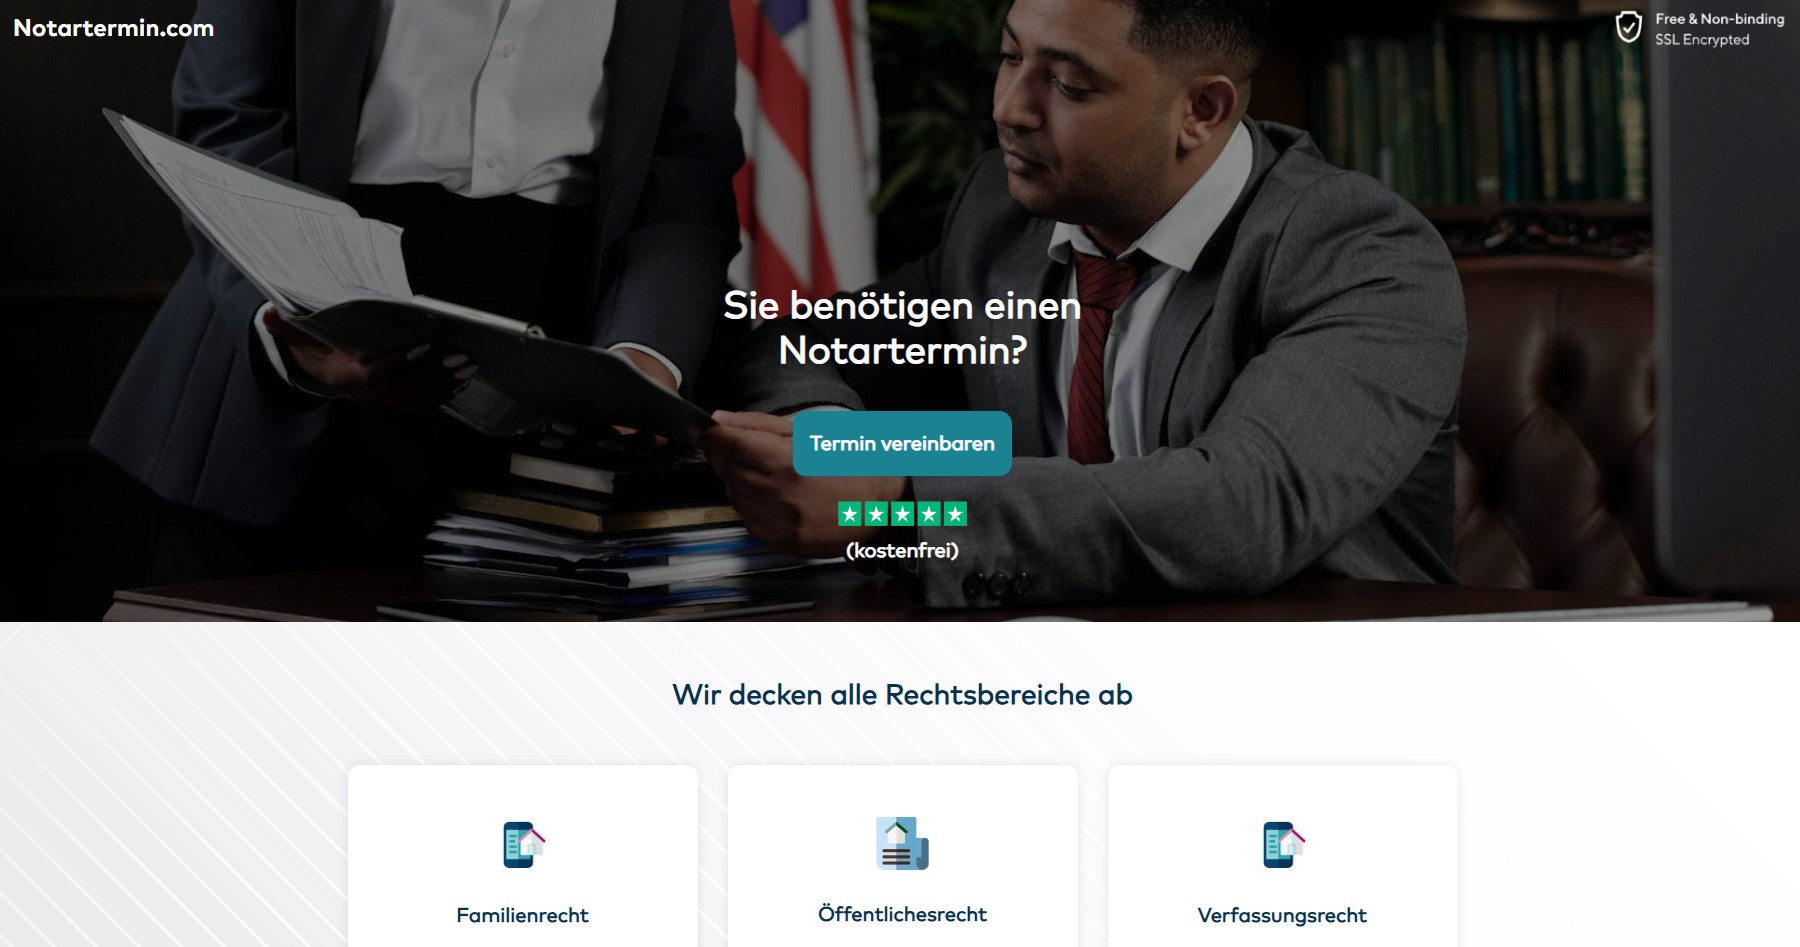 Notartermin.com
Free & Non-binding
SSL Encrypted
Sie benötigen einen
Notartermin?
Termin vereinbaren
(kostenfrei)
Wir decken alle Rechtsbereiche ab
Familienrecht
Öffentlichesrecht
Verfassungsrecht